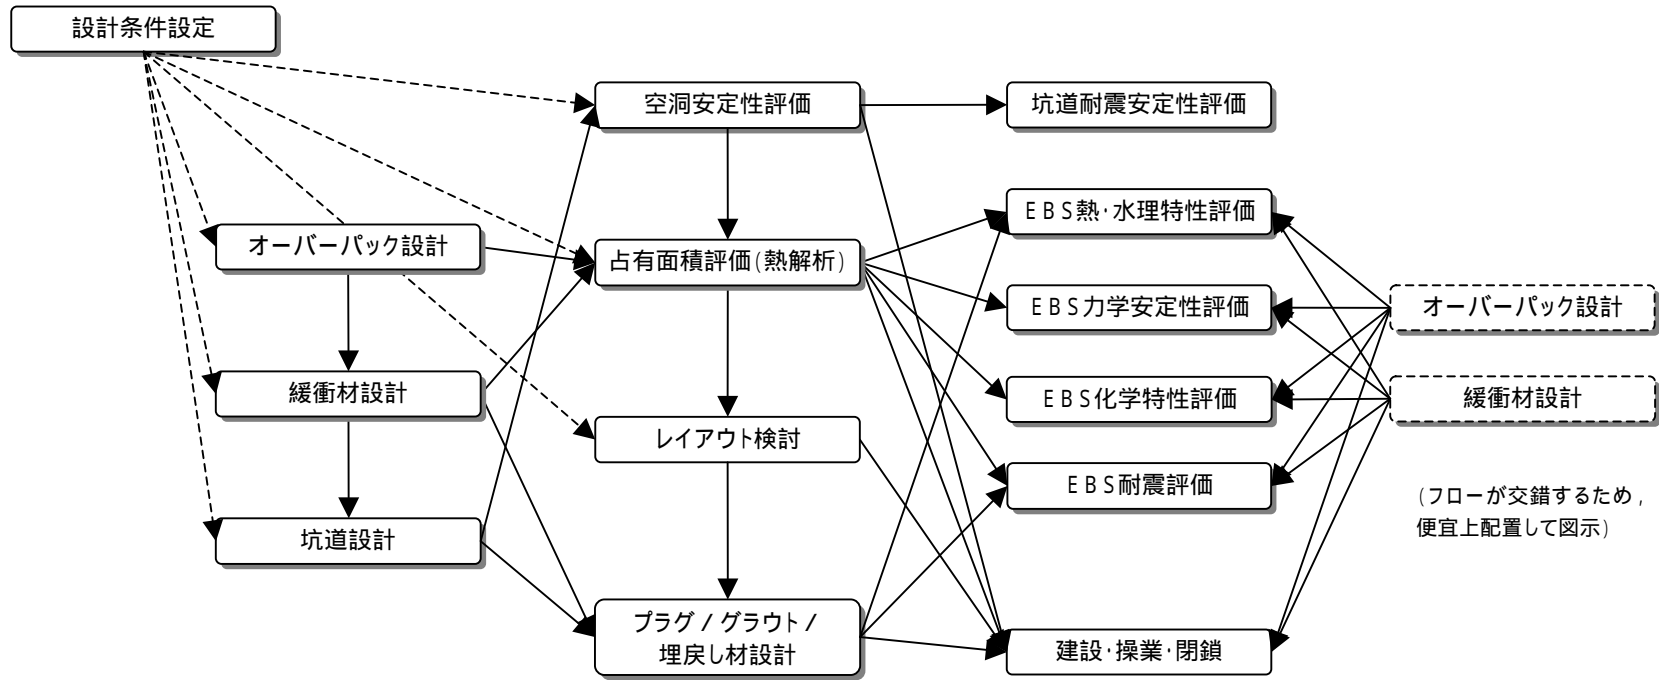 設計条件設定
空洞安定性評価
坑道耐震安定性評価
オーバーパック設計
占有面積評価(熱解析)
EBS熱・水理特性評価
EBS力学安定性評価
オーバーパック設計
緩衝材設計
EBS化学特性評価
緩衝材設計
レイアウト検討
EBS耐震評価
(フローが交錯するため,
便宜上配置して図示)
坑道設計
プラグ/グラウト/
埋戻し材設計
建設・操業・閉鎖